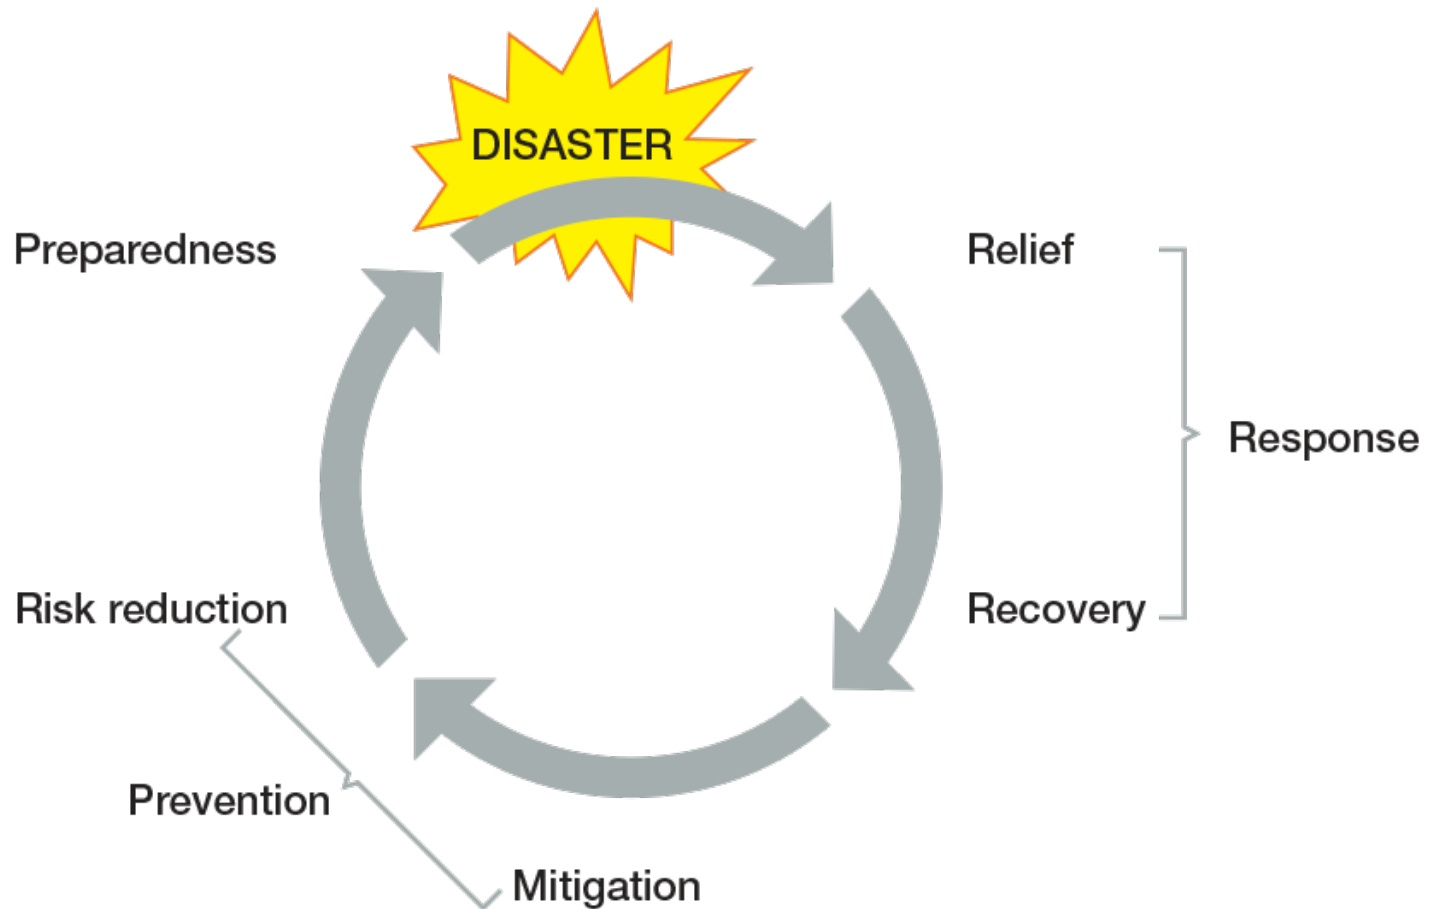 DISASTER
Preparedness
Relief
Response
Risk reduction
Recovery
Prevention
Mitigation